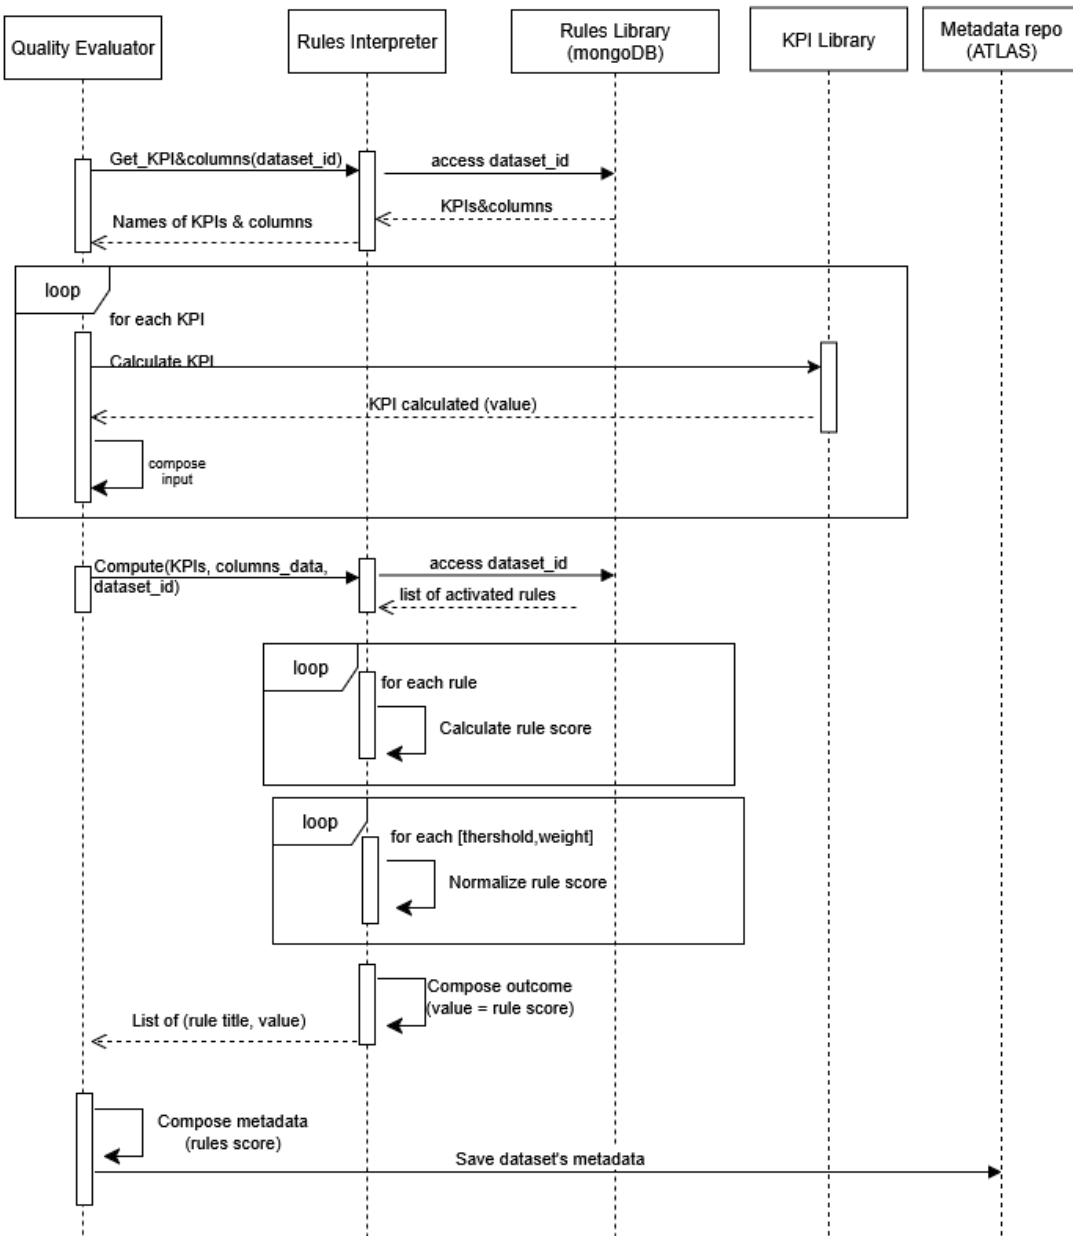 Quality Evaluator
Rules Interpreter
Rules Library
(mongoDB)
KPI Library
Metadata repo
(ATLAS)
Get_KPI&columns(dataset_id)
access dataset_id
KPIs&columns
Names of KPIs & columns
loop
for each KPI
Calculate KPI
KPI calculated (value)
compose
input
Compute(KPIs, columns_data,
dataset_id)
access dataset_id
list of activated rules
loop
for each rule
Calculate rule score
loop
for each [thershold,weight]
Normalize rule score
Compose outcome
(value = rule score)
List of (rule title, value)
Compose metadata
(rules score)
Save dataset's metadata